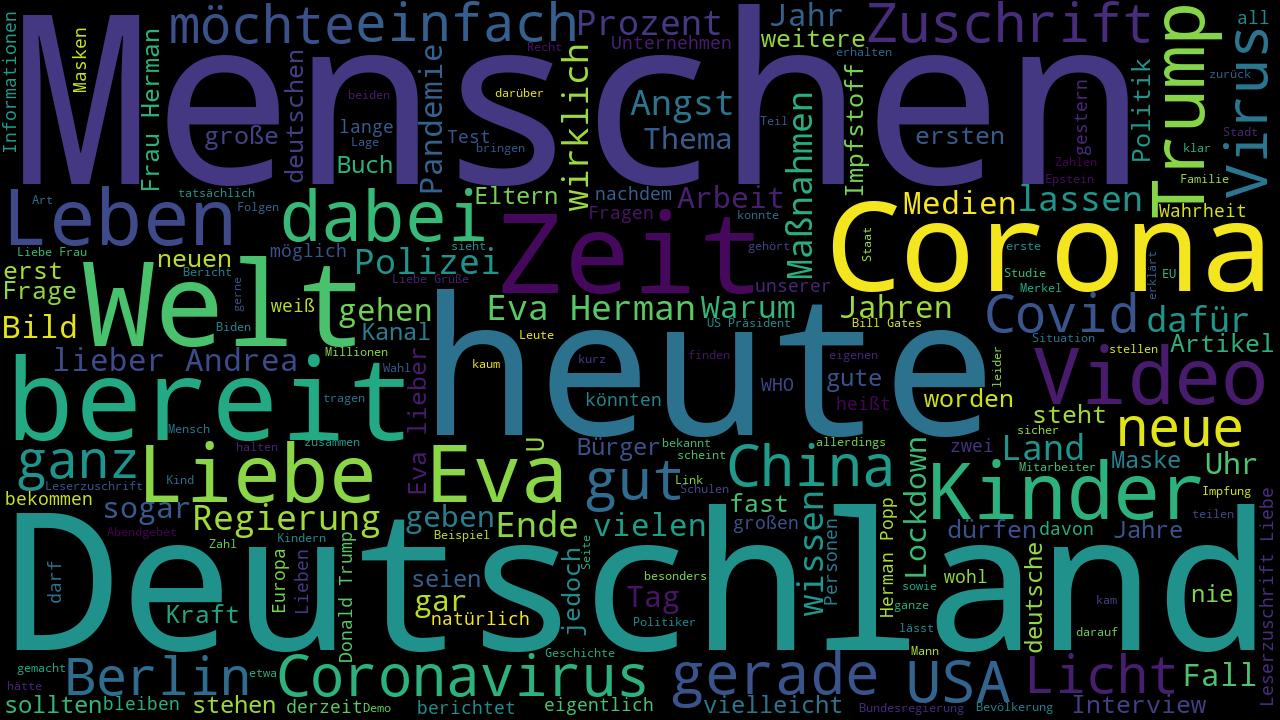 Menschen
Informationen
Masken
Frau Herman
möchte
einfach
Prozent
Jahr
Zuschrift
Trump
all
Virus
Unternehmen
Recht
weitere
erhalten
zurück
große
deutschen
beiden
lange
Lage
Pandemie
darüber
Test
bringen
wirklich
Angst
Thema
Teil
Buch
Maßnahmen
Impfstoff
ersten
gestern
Politik
Stadt
klar
Zahlen
Epstein
Familie
Leben
Art
tatsächlich
Folgen
dabei
Eltern
nachdem
Fragen
Arbeit
konnte
Zeit
Corona
Medien
lassen
Wahrheit
Staat
erste
Studie
Merkel
erklärt
EU
Liebe Frau
möglich
sieht
gehört
erst
Frage
Welt
neuen
Bericht
gerne
Polizei
Liebe Grüße
unserer
weiß
gehen
Eva Herman
Warum
Jahren
Covid
dafür
Bild
Biden
Kanal
heute
US Präsident
Bill Gates
Leute
Situation
stellen
Artikel
lieber Andrea
Millionen
Wahl
kaum
kurz
finden
eigenen
leider
Video
bereit
tragen
Eva lieber
könnten
WHO
gute
heißt
worden
steht
neue
Mensch
sicher
ganz
Liebe
halten
zusammen
Eva
U
Bürger
bekannt
scheint
allerdings
zwei
Land
Mitarbeiter
Maske
Uhr
Leserzuschrift
Kind
gut
Link
Schulen
China
Lockdown
Kinder
Impfung
bekommen
sogar
Regierung
geben
Ende
vielen
fast
großen
Wissen
Herman Popp
dürfen
davon
Jahre
teilen
Leserzuschrift Liebe
Abendgebet
Zahl
Kindern
Beispiel
Deutschland
darf
Kraft
Europa
Lieben
Donald Trump
seien
gar
natürlich
jedoch
Seite
besonders
Tag
Politiker
Personen
sowie
ganze
lässt
wohl
deutsche
kam
darauf
nie
gemacht
hätte
Berlin
etwa
Coronavirus
Geschichte
gerade
USA
Mann
Licht
Fall
sollten
bleiben
stehen
derzeit
Demo
berichtet
eigentlich
vielleicht
Bundesregierung
Bevölkerung
Interview